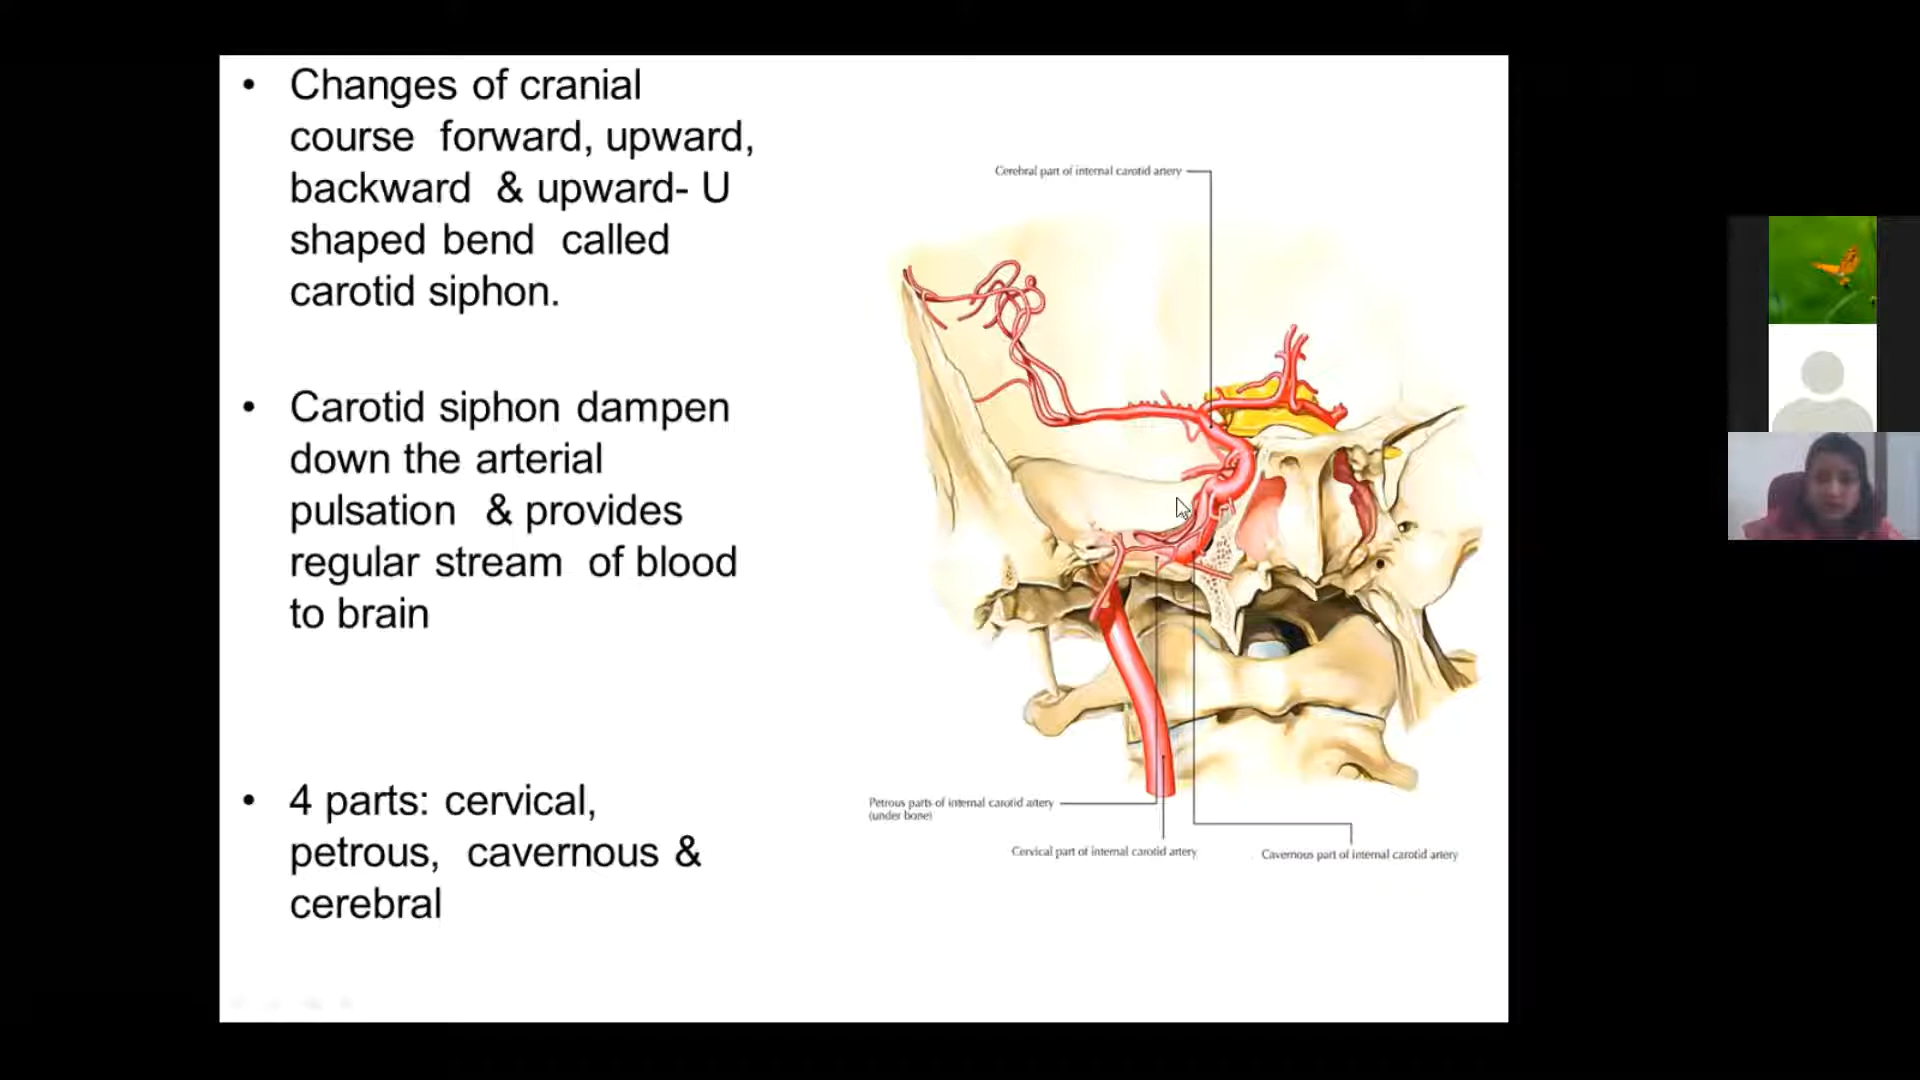 • Changes of cranial
course forward, upward,
backward & upward- U
shaped bend called
carotid siphon.
• Carotid siphon dampen
down the arterial
pulsation & provides
regular stream of blood
to brain
• 4 parts: cervical,
petrous, cavernous &
cerebral
Cerebral part of internal carotid artery
Petrous parts of internal carotid artery
(under bone)
Cervical part of internal carotid artery
Cavernous part of internal carotid artery